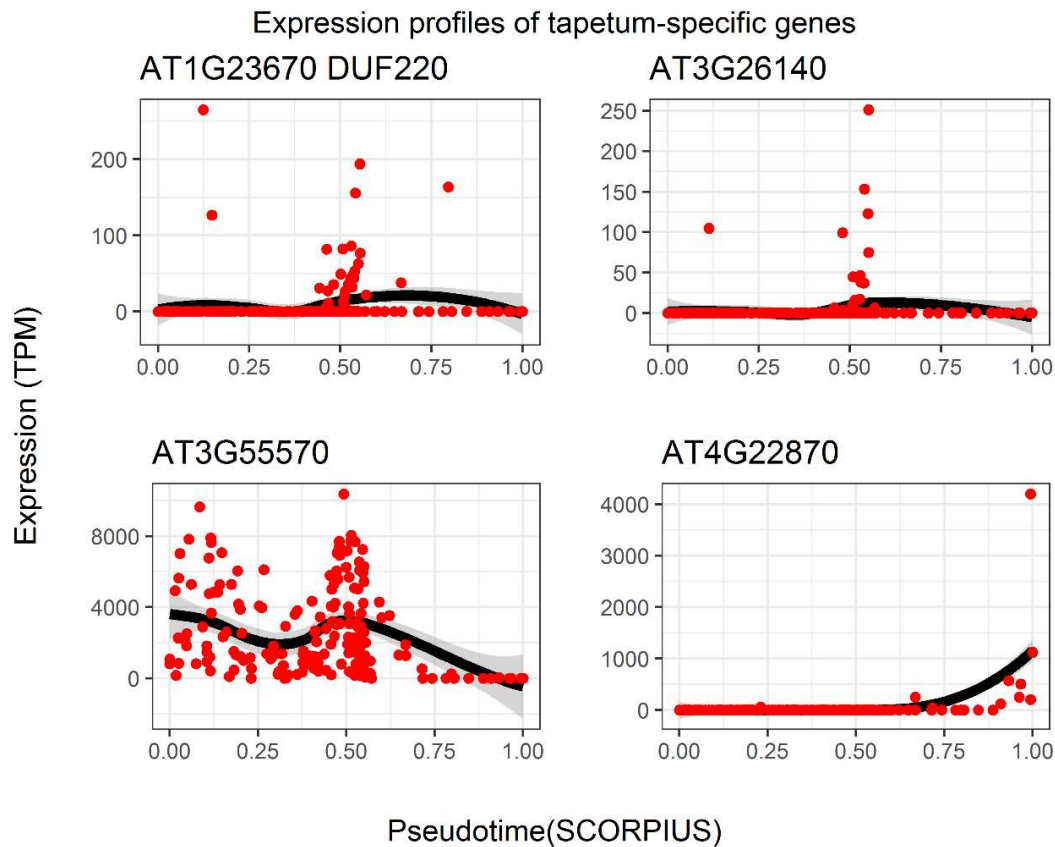 Expression profiles of tapetum-specific genes
AT1G23670 DUF220
AT3G26140
200
100
0
0.00 0.25 0.50 0.75 1.00
250
200
150
100
50
0
0.00 0.25 0.50 0.75 1.00
Expression (TPM)
AT3G55570
AT4G22870
8000
4000
0
0.00 0.25 0.50 0.75 1.00
4000
3000
2000
1000
0
0.00 0.25 0.50 0.75 1.00
Pseudotime(SCORPIUS)